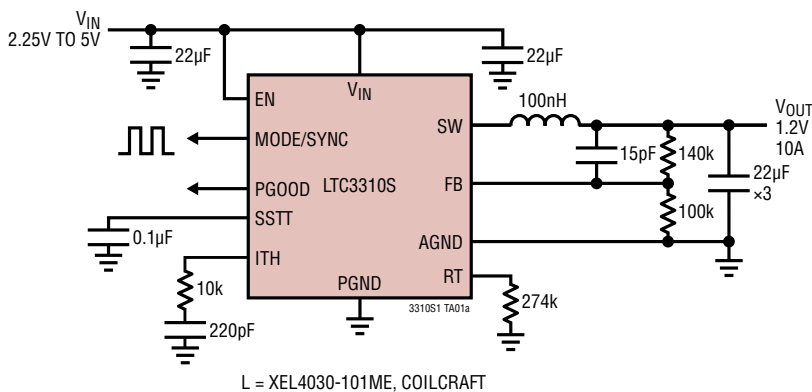 VIN
2.25V TO 5V
22µF
22µF
VIN
EN
MODE/SYNC
PGOOD
SSTT
ITH
LTC3310S
PGND
SW
FB
AGND
RT
3310S1 TA01a
0.1µF
10k
220pF
100nH
15pF
140k
100k
274k
VOUT
1.2V
10A
22µF
×3
L = XEL4030-101ME, COILCRAFT